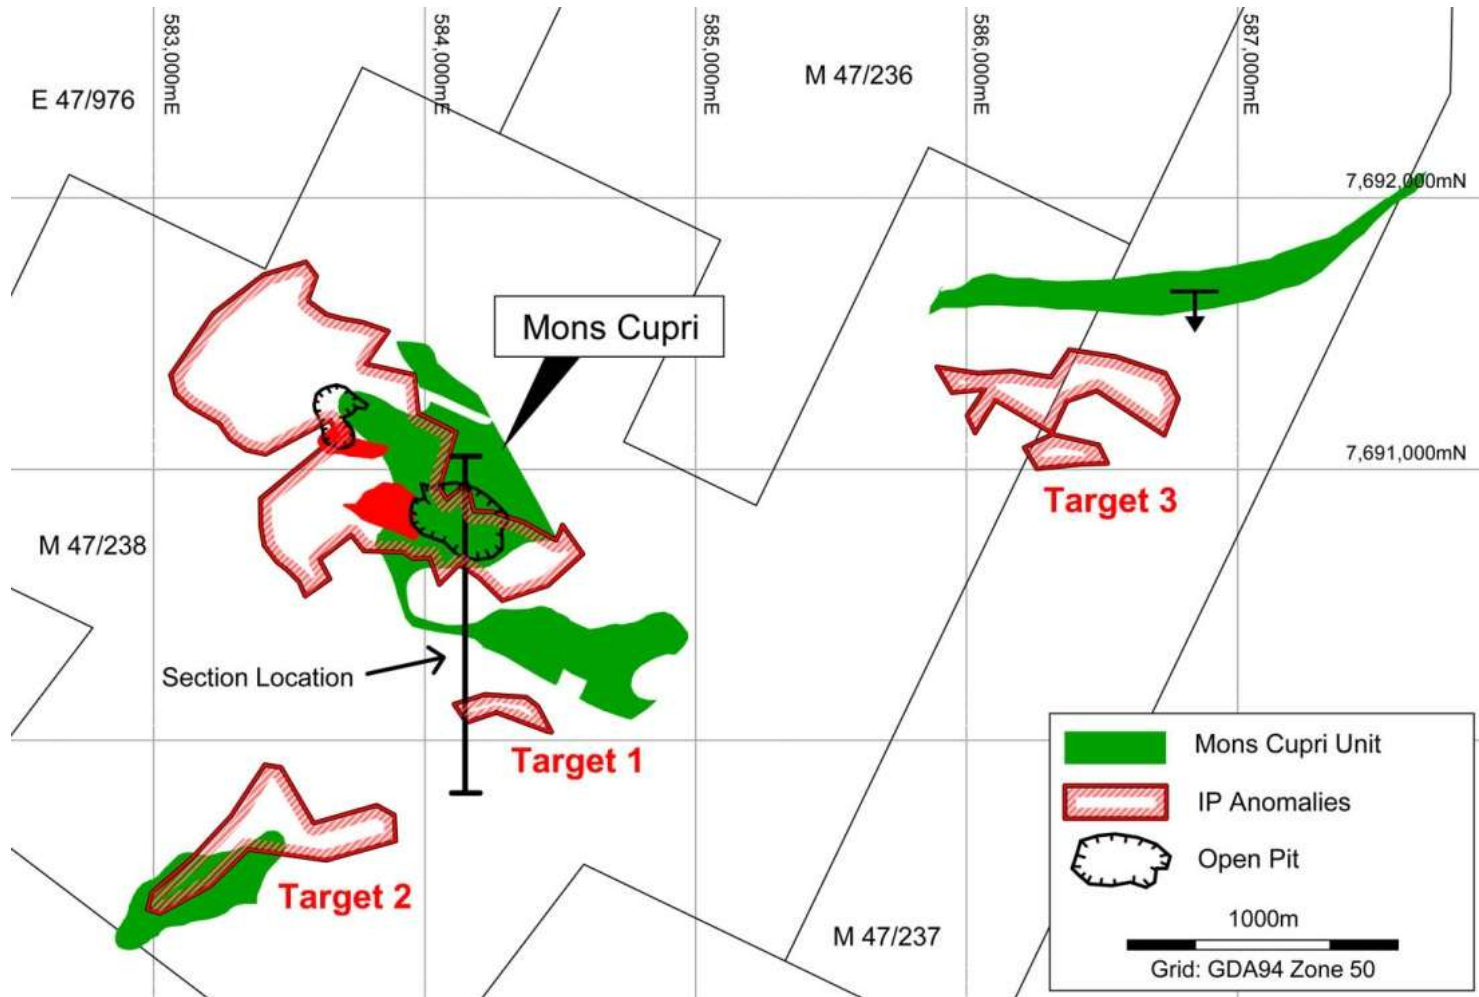 583,000mE
584,000mE
585,000mE
586,000mE
587,000mE
E 47/976
M 47/236
7,692,000mN
Mons Cupri
7,691,000mN
Target 3
M 47/238
Section Location
Target 1
Target 2
M 47/237
Mons Cupri Unit
IP Anomalies
Open Pit
1000m
Grid: GDA94 Zone 50